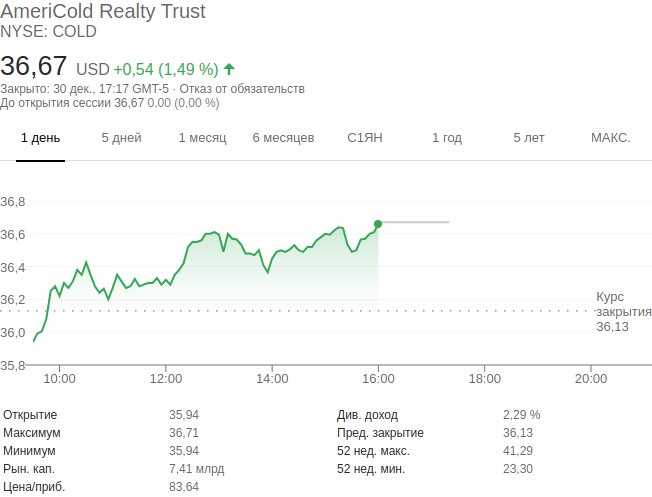 AmeriCold Realty Trust
NYSE: COLD
36,67 USD +0,54 (1,49 %)
Закрыто: 30 дек., 17:17 GMT-5 · Отказ от обязательств
До открытия сессии 36,67 0,00 (0,00 %)
1 день 5 дней 1 месяц 6 месяцев С1ЯН 1 год 5 лет МАКС.
36,8
36,6
36,4
36,2
36,0
35,8
Курс
закрытия
36,13
10:00 12:00 14:00 16:00 18:00 20:00
Открытие 35,94 Див. доход 2,29 %
Максимум 36,71 Пред. закрытие 36,13
Минимум 35,94 52 нед. макс. 41,29
Рын. кап. 7,41 млрд 52 нед. мин. 23,30
Цена/приб. 83,64